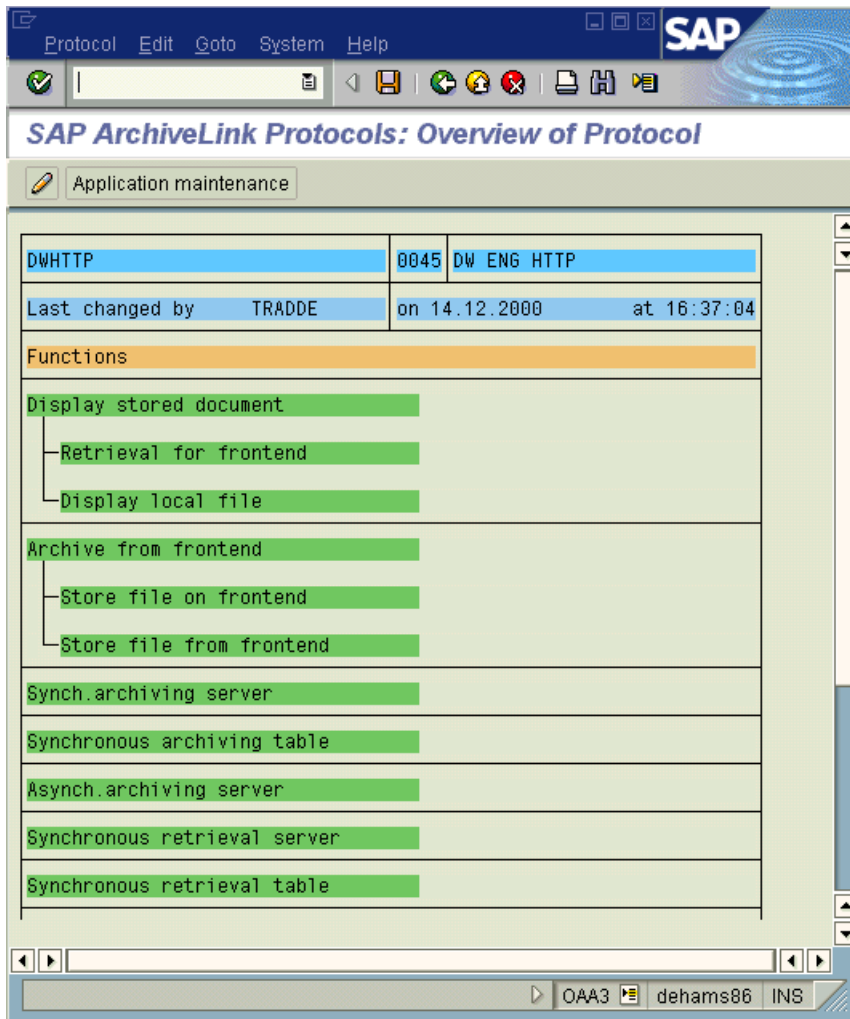 SAP
Protocol Edit Goto System Help
SAP ArchiveLink Protocols: Overview of Protocol
Application maintenance
DWHTTP 0045 DW ENG HTTP
Last changed by TRADDE on 14.12.2000 at 16:37:04
Functions
Display stored document
Retrieval for frontend
Display local file
Archive from frontend
Store file on frontend
Store file from frontend
Synch.archiving server
Synchronous archiving table
Asynch.archiving server
Synchronous retrieval server
Synchronous retrieval table
OAA3 dehams86 INS